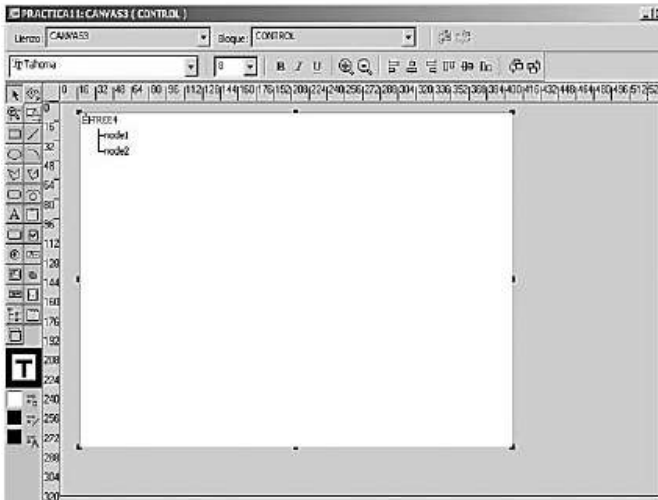 PRACTICA11: CANVAS3 ( CONTROL )
Lienzo: CANVAS3 Bloque: CONTROL
Tahoma 8 B I U
0 16 32 48 64 80 96 112 128 144 160 176 192 208 224 240 256 272 288 304 320 336 352 368 384 400 416 432 448 464 480 496 512
0
16
32
48
64
80
96
112
128
144
160
176
192
208
224
240
256
272
288
304
320
TREE4
node1
node2
A
T